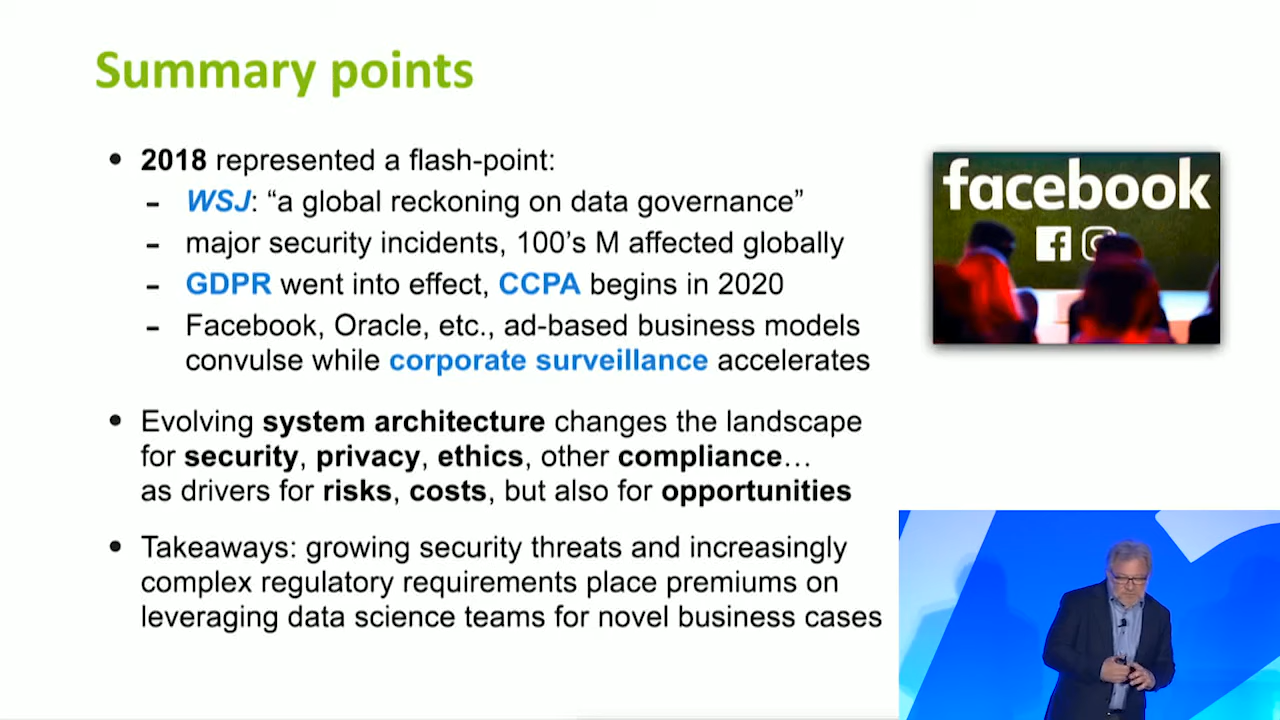 Summary points
• 2018 represented a flash-point:
– WSJ: “a global reckoning on data governance”
– major security incidents, 100’s M affected globally
– GDPR went into effect, CCPA begins in 2020
– Facebook, Oracle, etc., ad-based business models
convulse while corporate surveillance accelerates
• Evolving system architecture changes the landscape
for security, privacy, ethics, other compliance…
as drivers for risks, costs, but also for opportunities
• Takeaways: growing security threats and increasingly
complex regulatory requirements place premiums on
leveraging data science teams for novel business cases
facebook